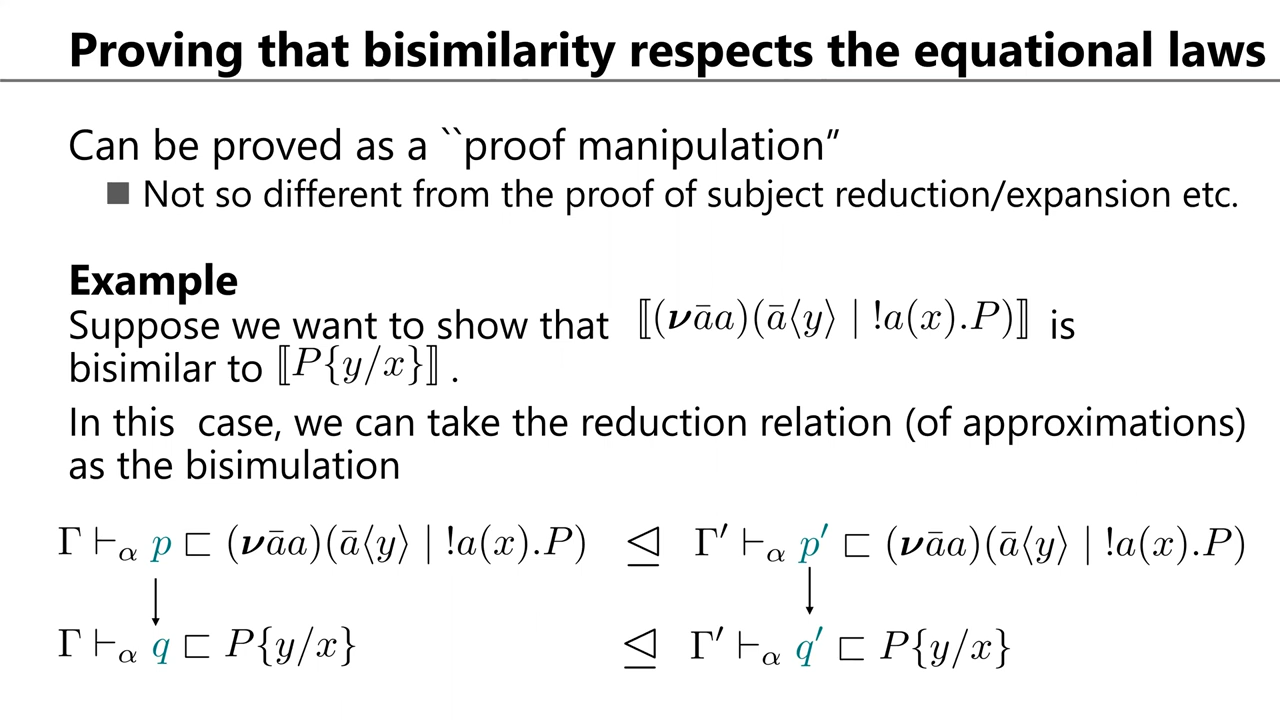 Proving that bisimilarity respects the equational laws
Can be proved as a ``proof manipulation”
■ Not so different from the proof of subject reduction/expansion etc.
Example
Suppose we want to show that ⟦(𝝂āa)(ā⟨y⟩ | !a(x).P)⟧ is
bisimilar to ⟦P{y/x}⟧ .
In this case, we can take the reduction relation (of approximations)
as the bisimulation
Γ ⊢α p ⊏ (𝝂āa)(ā⟨y⟩ | !a(x).P) ⊴ Γ′ ⊢α p′ ⊏ (𝝂āa)(ā⟨y⟩ | !a(x).P)
Γ ⊢α q ⊏ P{y/x} ⊴ Γ′ ⊢α q′ ⊏ P{y/x}